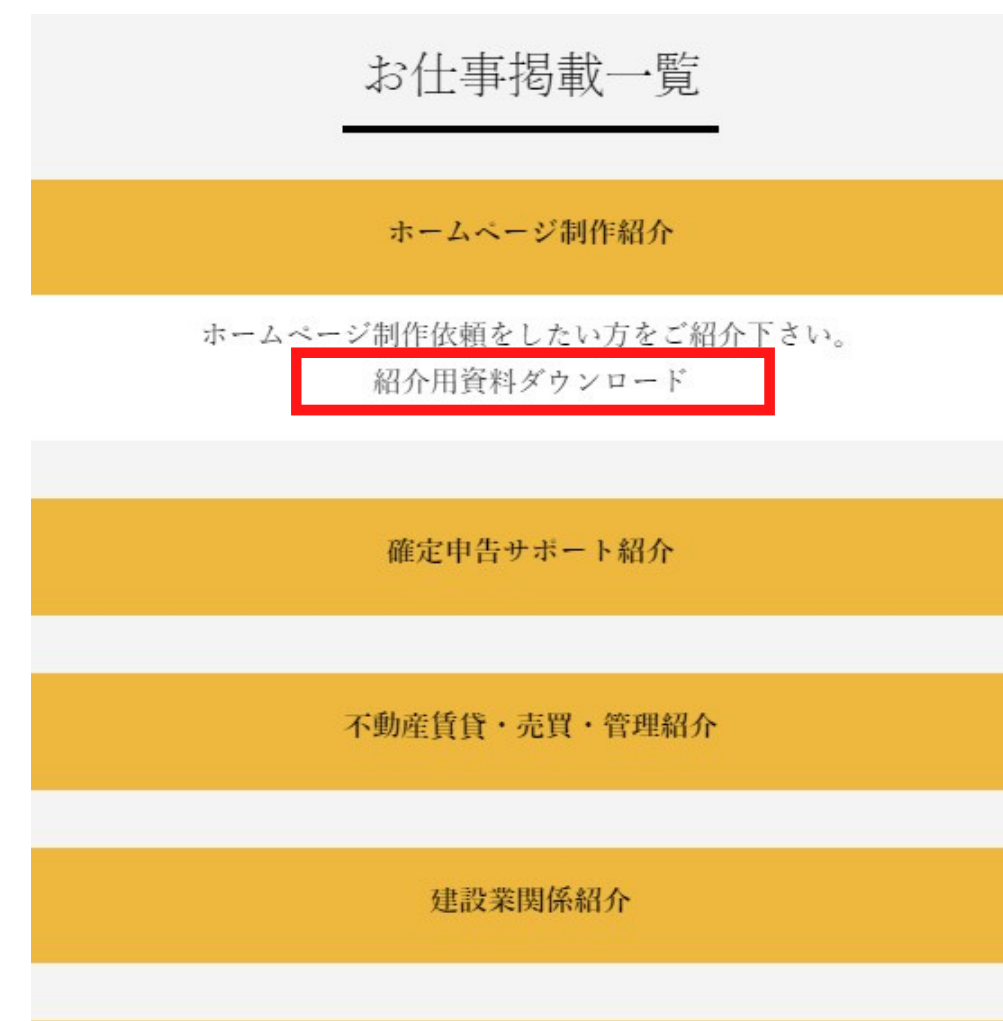 お仕事掲載一覧
ホームページ制作紹介
ホームページ制作依頼をしたい方をご紹介下さい。
紹介用資料ダウンロード
確定申告サポート紹介
不動産賃貸・売買・管理紹介
建設業関係紹介